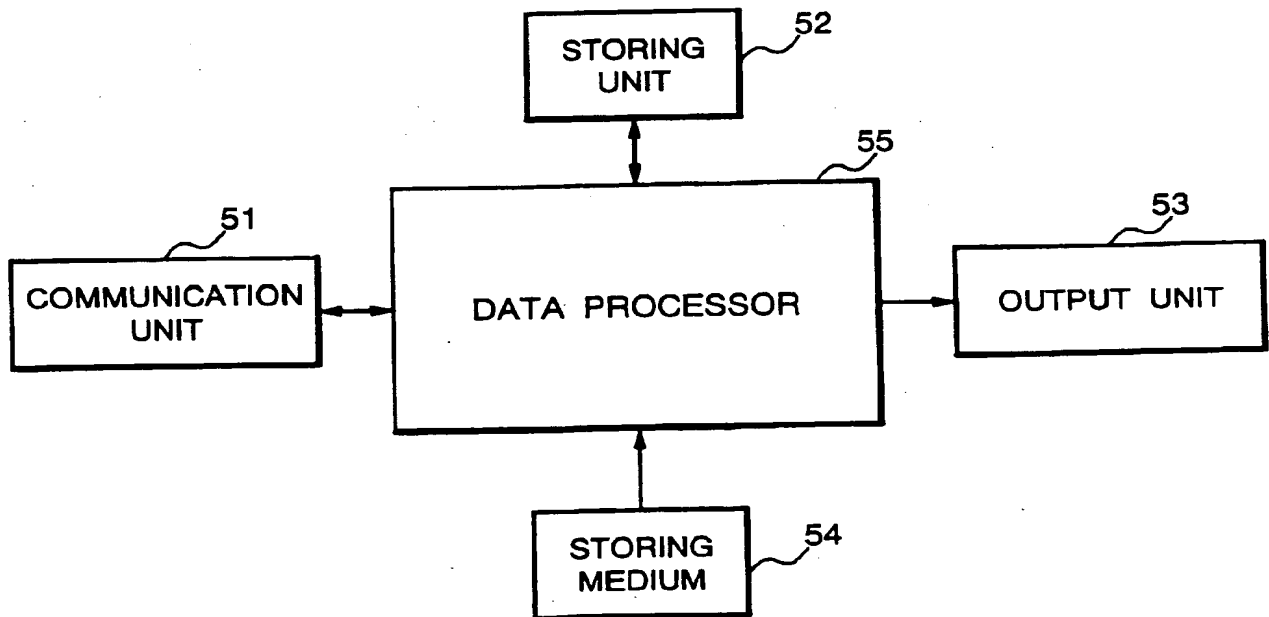 52
STORING
UNIT
55
51
53
COMMUNICATION
UNIT
DATA PROCESSOR
OUTPUT UNIT
54
STORING
MEDIUM